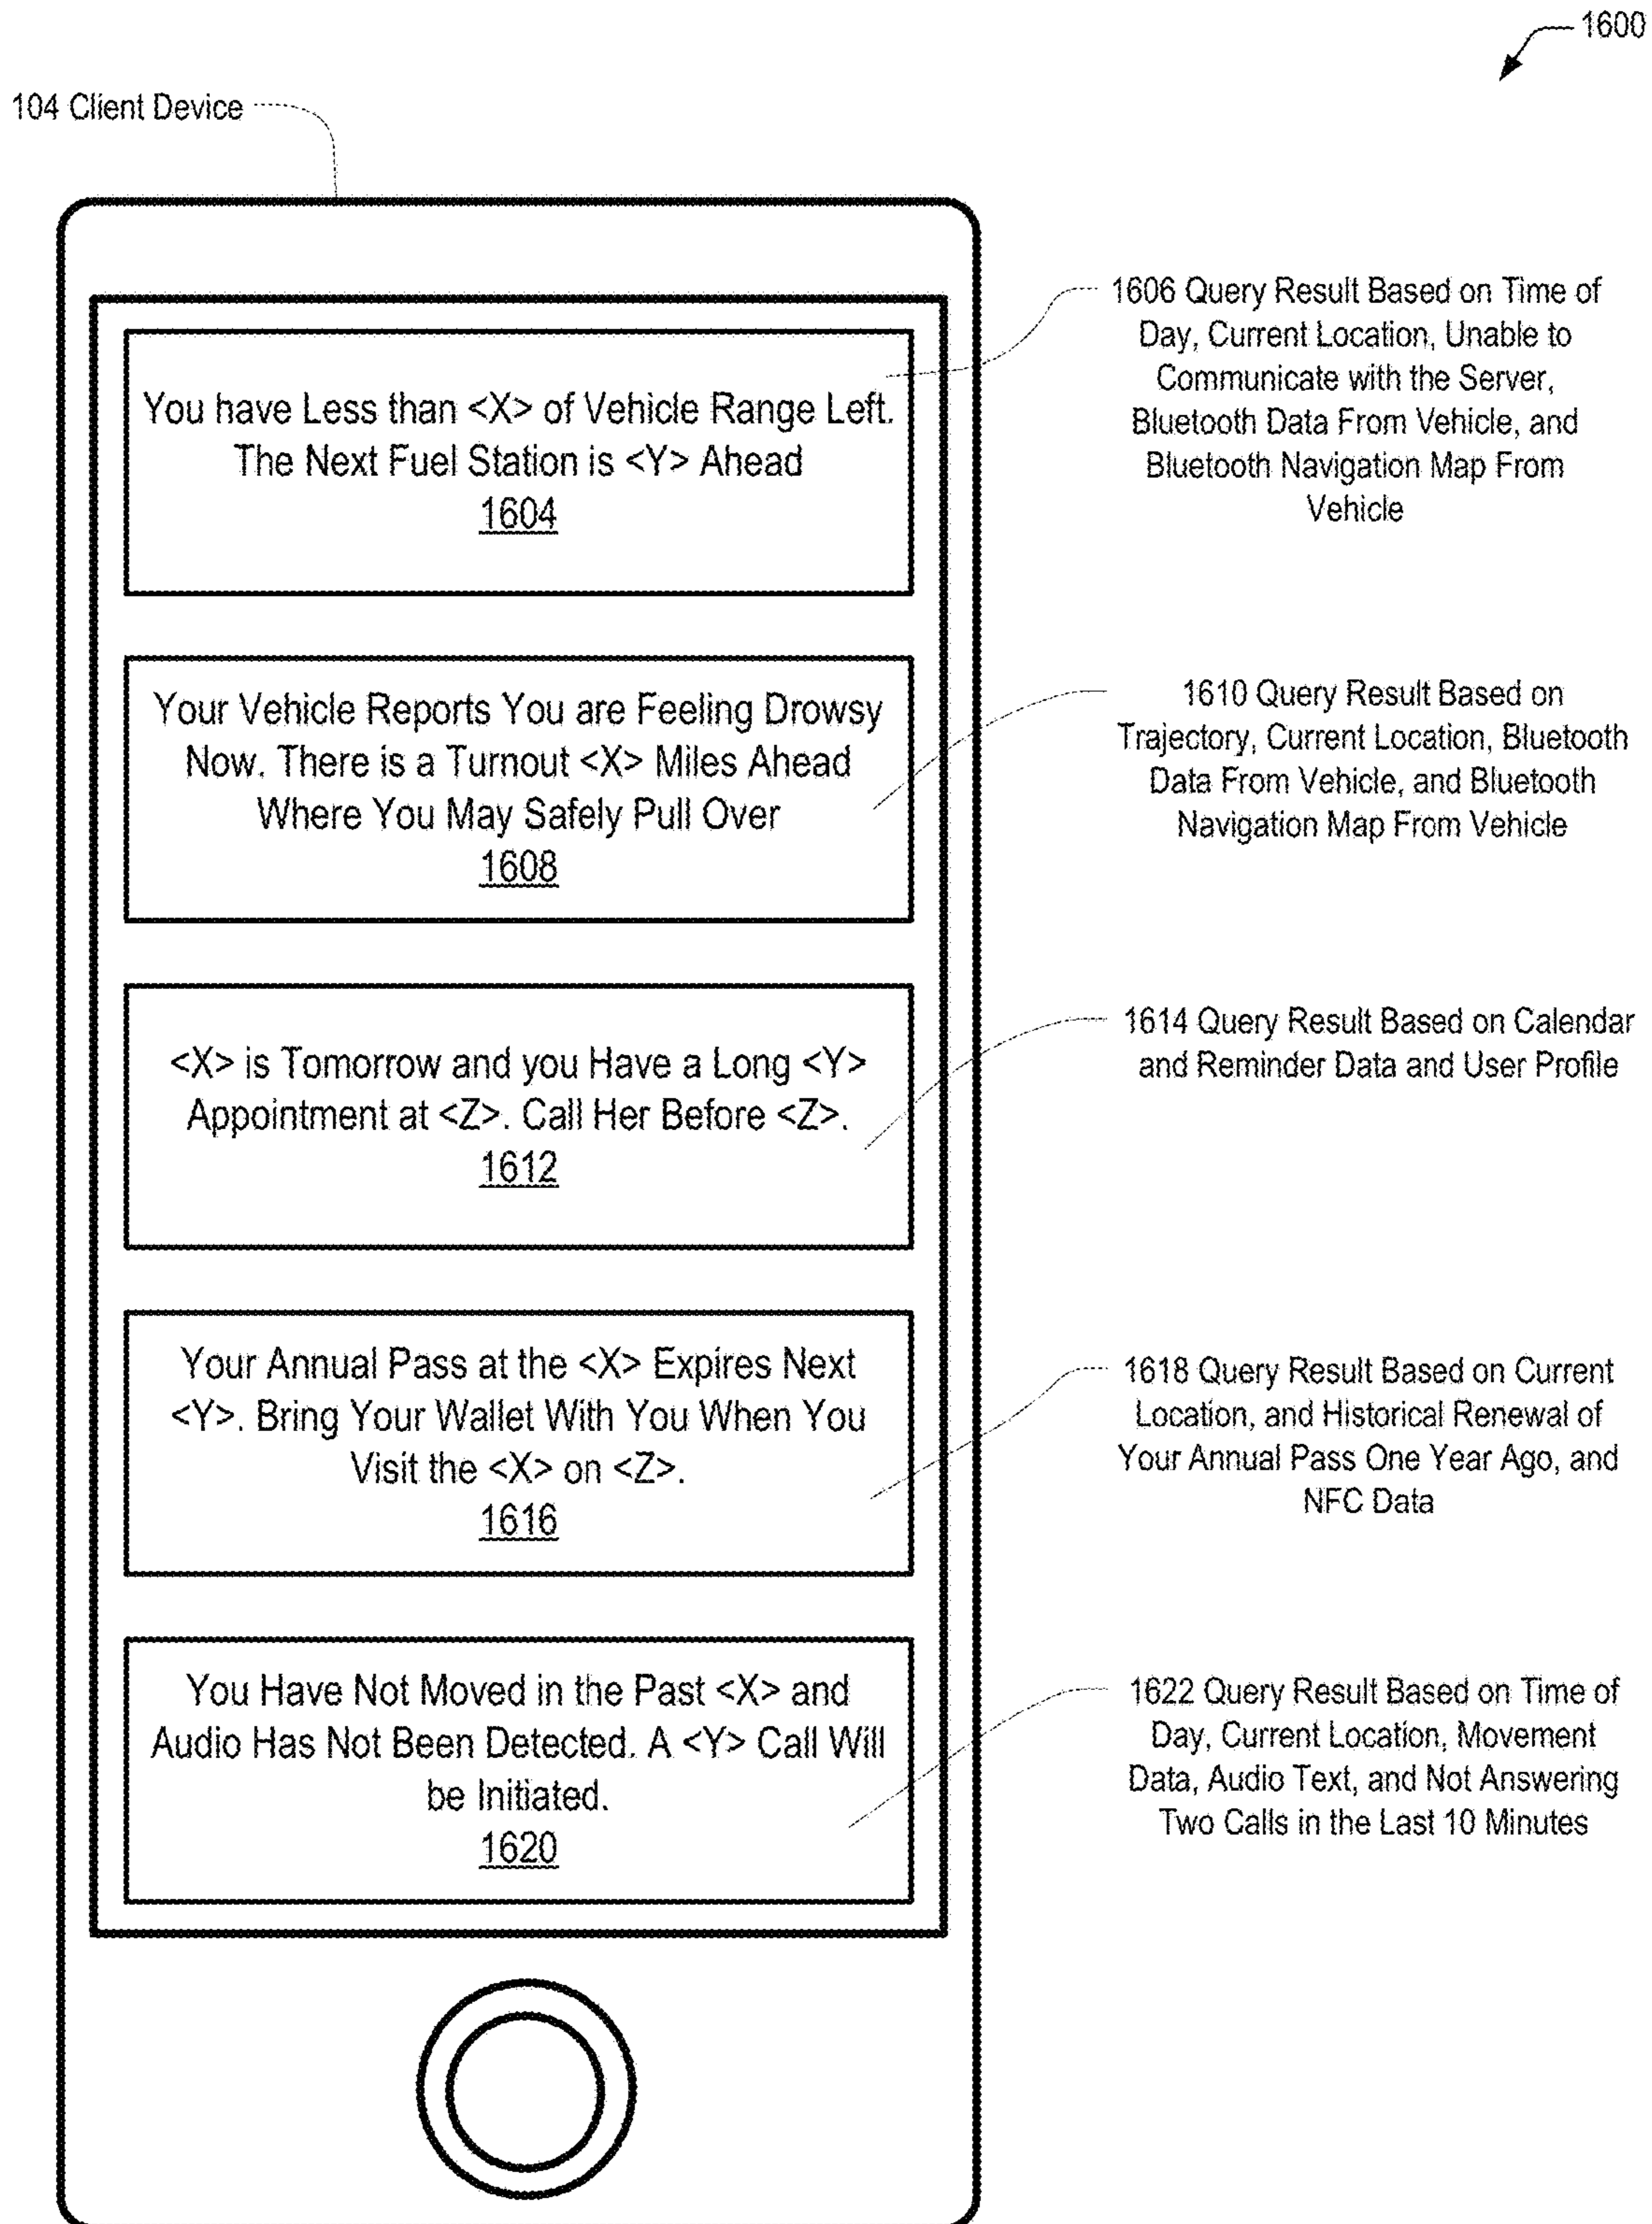 1600
104 Client Device
You have Less than <X> of Vehicle Range Left.
The Next Fuel Station is <Y> Ahead
1604
1606 Query Result Based on Time of
Day, Current Location, Unable to
Communicate with the Server,
Bluetooth Data From Vehicle, and
Bluetooth Navigation Map From
Vehicle
Your Vehicle Reports You are Feeling Drowsy
Now. There is a Turnout <X> Miles Ahead
Where You May Safely Pull Over
1608
1610 Query Result Based on
Trajectory, Current Location, Bluetooth
Data From Vehicle, and Bluetooth
Navigation Map From Vehicle
<X> is Tomorrow and you Have a Long <Y>
Appointment at <Z>. Call Her Before <Z>.
1612
1614 Query Result Based on Calendar
and Reminder Data and User Profile
Your Annual Pass at the <X> Expires Next
<Y>. Bring Your Wallet With You When You
Visit the <X> on <Z>.
1616
1618 Query Result Based on Current
Location, and Historical Renewal of
Your Annual Pass One Year Ago, and
NFC Data
You Have Not Moved in the Past <X> and
Audio Has Not Been Detected. A <Y> Call Will
be Initiated.
1620
1622 Query Result Based on Time of
Day, Current Location, Movement
Data, Audio Text, and Not Answering
Two Calls in the Last 10 Minutes